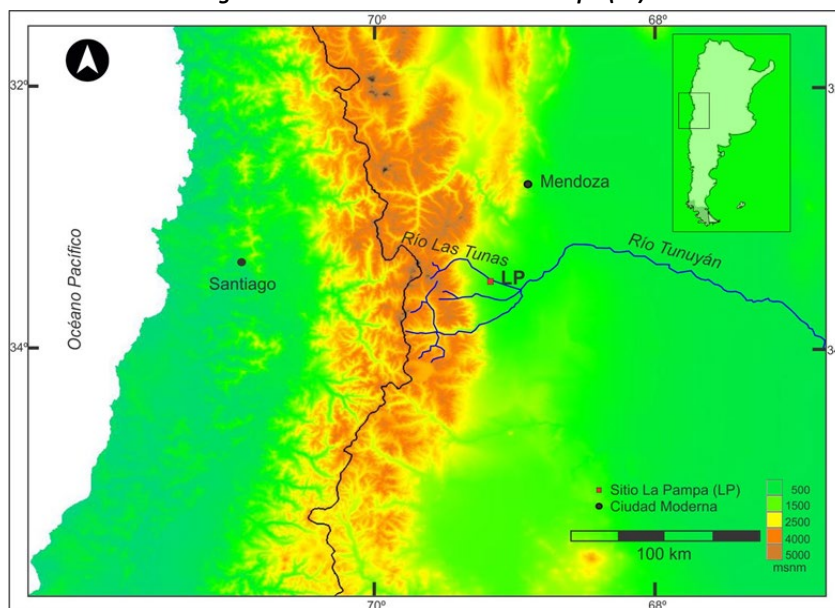 70°
68°
32°
Mendoza
Océano Pacífico
Río Las Tunas
Río Tunuyán
LP
Santiago
34°
Sitio La Pampa (LP)
Ciudad Moderna
500
1500
2500
4000
5000
msnm
100 km
70°
68°